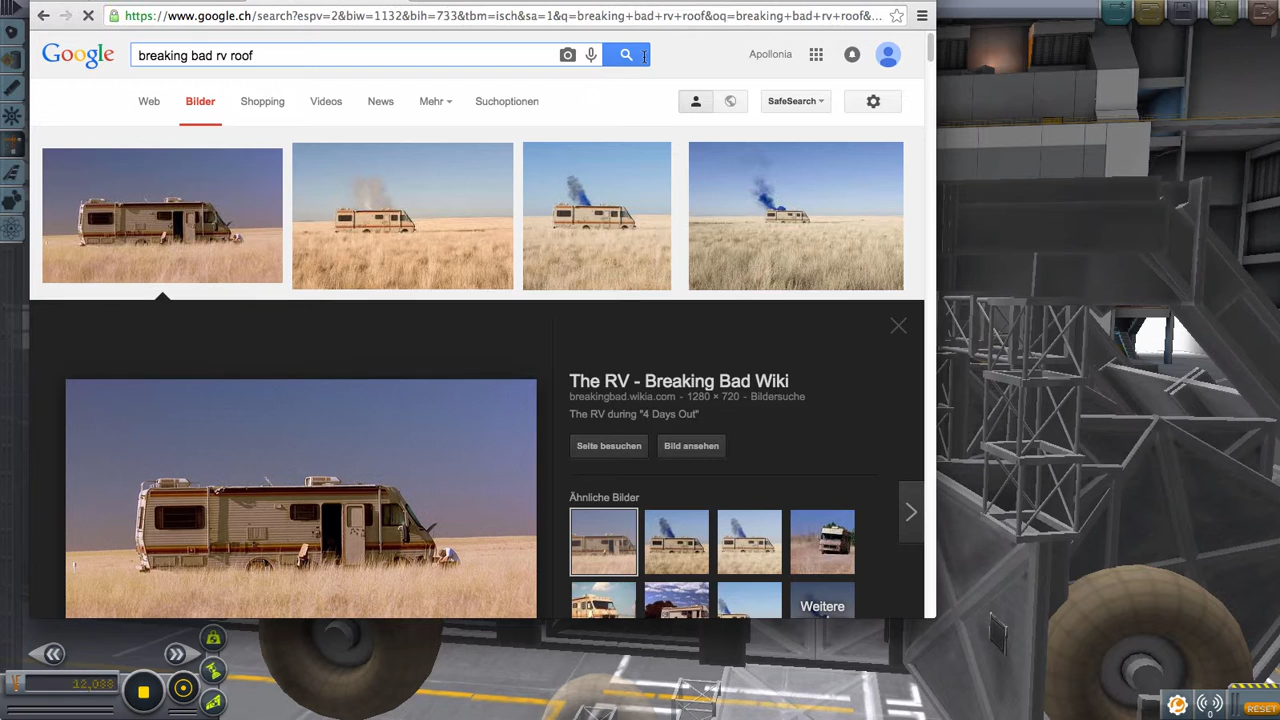 https://www.google.ch/search?espv=2&biw=1132&bih=733&tbm=isch&sa=1&q=breaking+bad+rv+roof&oq=breaking+bad+rv+roof&...
Google
breaking bad rv roof
Apollonia
Web
Bilder
Shopping
Videos
News
Mehr
Suchoptionen
SafeSearch
The RV - Breaking Bad Wiki
breakingbad.wikia.com - 1280 × 720 - Bildersuche
The RV during "4 Days Out"
Seite besuchen
Bild ansehen
Ähnliche Bilder
Weitere
0
RESET